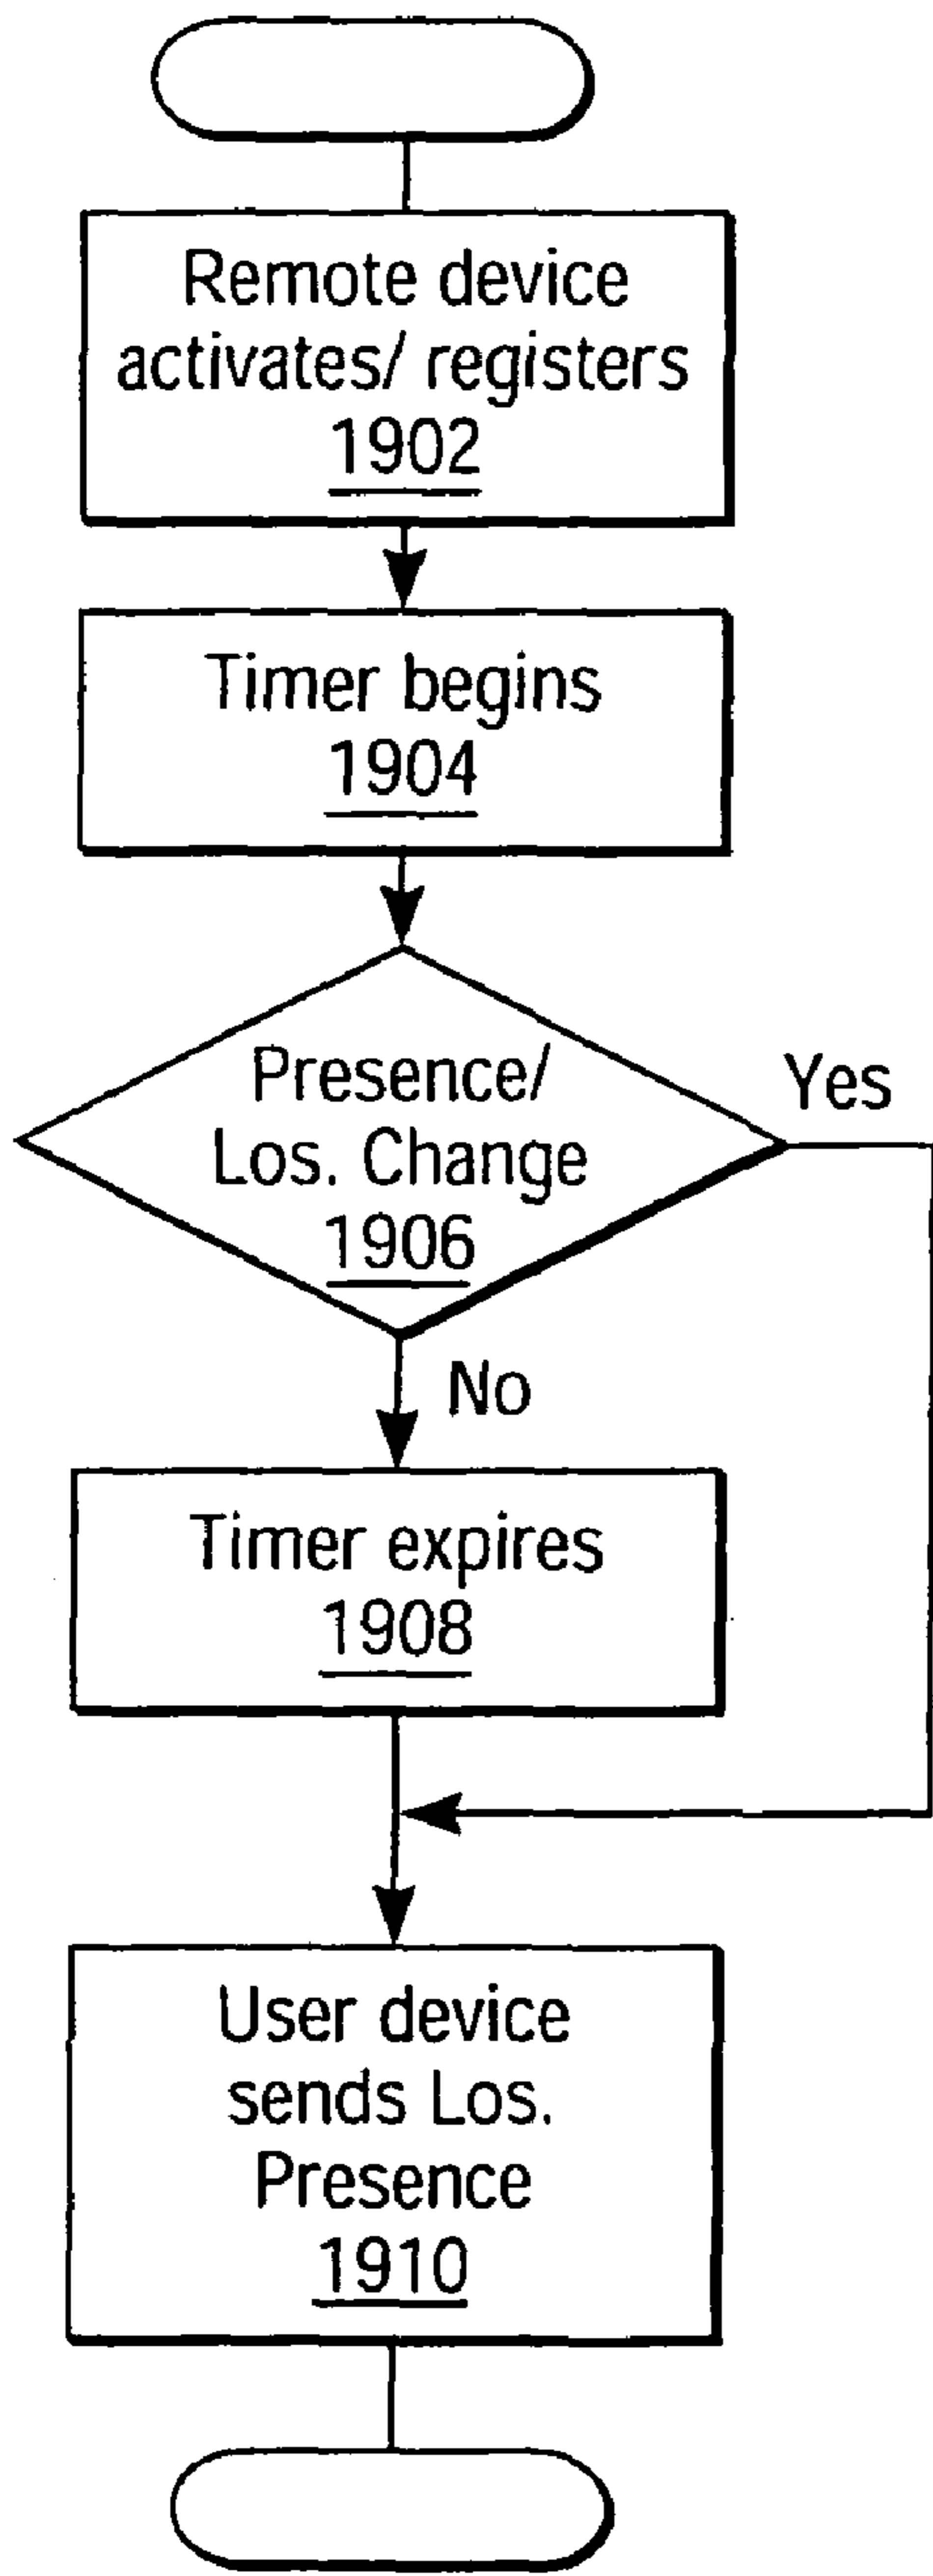 Remote device
activates/ registers
1902
Timer begins
1904
Presence/
Los. Change
1906
Yes
No
Timer expires
1908
User device
sends Los.
Presence
1910